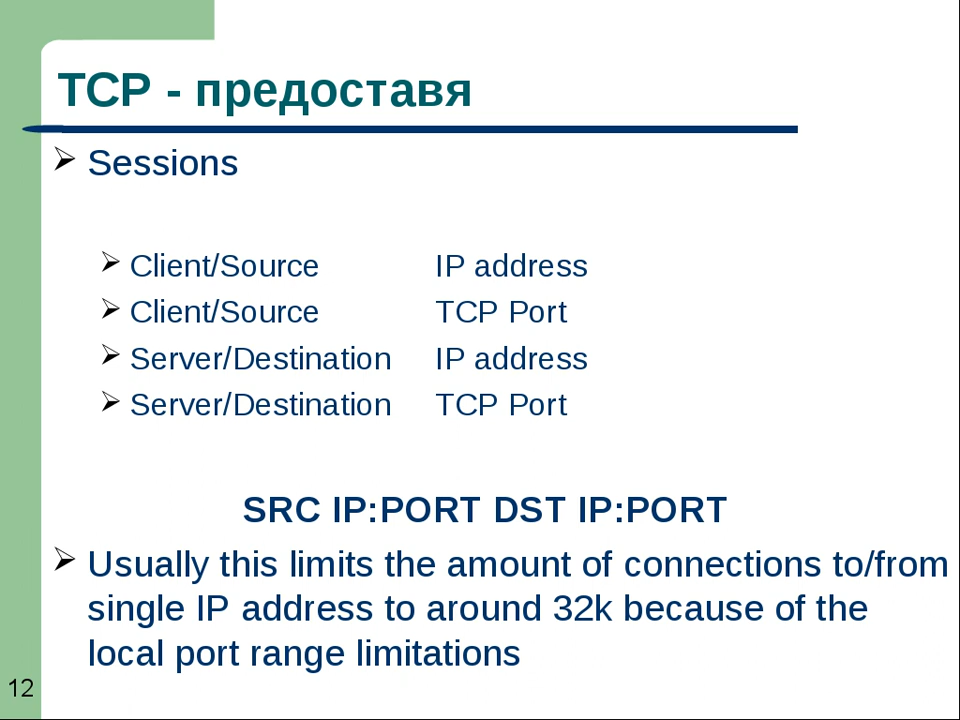 TCP - предоставя
Sessions
Client/Source IP address
Client/Source TCP Port
Server/Destination IP address
Server/Destination TCP Port
SRC IP:PORT DST IP:PORT
Usually this limits the amount of connections to/from
single IP address to around 32k because of the
local port range limitations
12